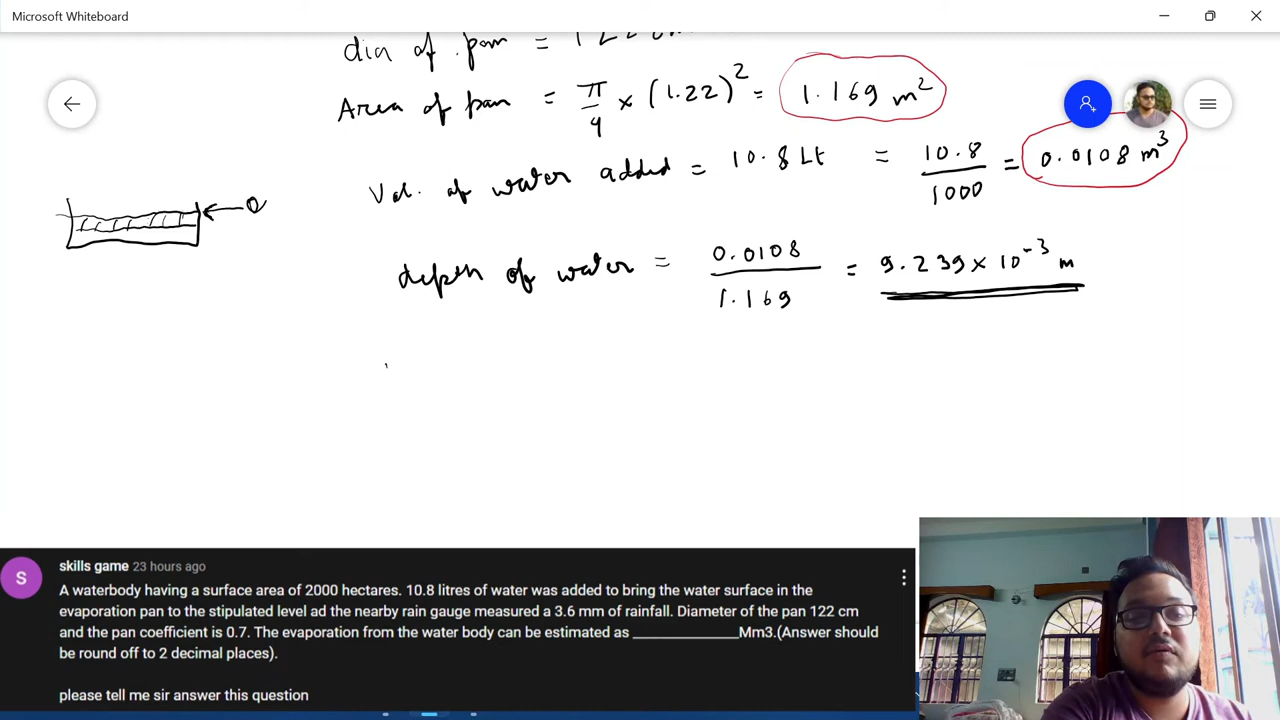 Microsoft Whiteboard
dia of pan =
Area of pan = π/4 × (1.22)² = 1.169 m²
Vol. of water added = 10.8 Lt = 10.8/1000 = 0.0108 m³
Q
depth of water = 0.0108/1.169 = 9.239 × 10⁻³ m
S
skills game 23 hours ago
A waterbody having a surface area of 2000 hectares. 10.8 litres of water was added to bring the water surface in the
evaporation pan to the stipulated level ad the nearby rain gauge measured a 3.6 mm of rainfall. Diameter of the pan 122 cm
and the pan coefficient is 0.7. The evaporation from the water body can be estimated as ______________Mm3.(Answer should
be round off to 2 decimal places).
please tell me sir answer this question